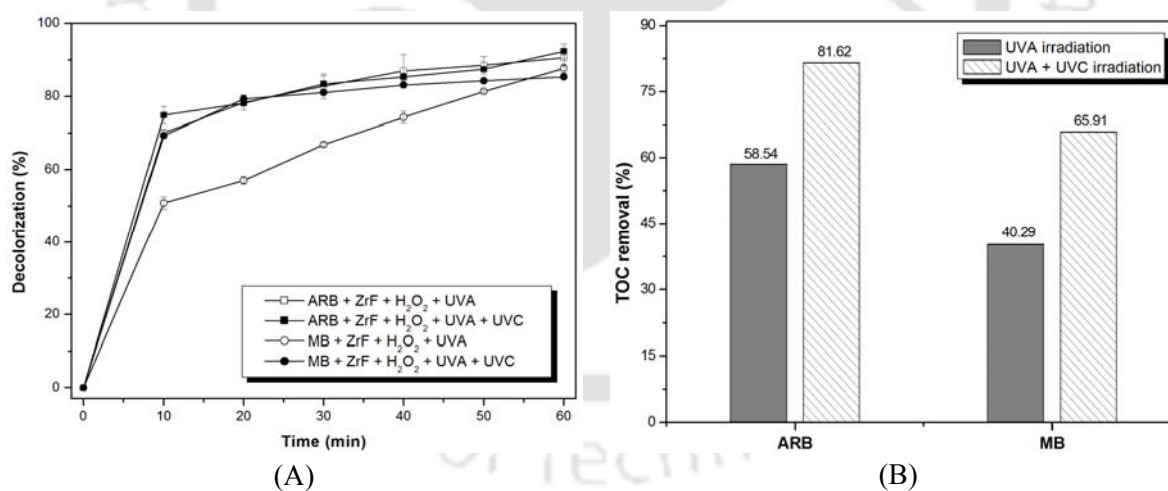 100
80
60
40
20
0
Decolorization (%)
ARB + ZrF + H₂O₂ + UVA
ARB + ZrF + H₂O₂ + UVA + UVC
MB + ZrF + H₂O₂ + UVA
MB + ZrF + H₂O₂ + UVA + UVC
0 10 20 30 40 50 60
Time (min)
(A)
90
75
60
45
30
15
0
TOC removal (%)
UVA irradiation
UVA + UVC irradiation
81.62
58.54
65.91
40.29
ARB MB
(B)
of Techn